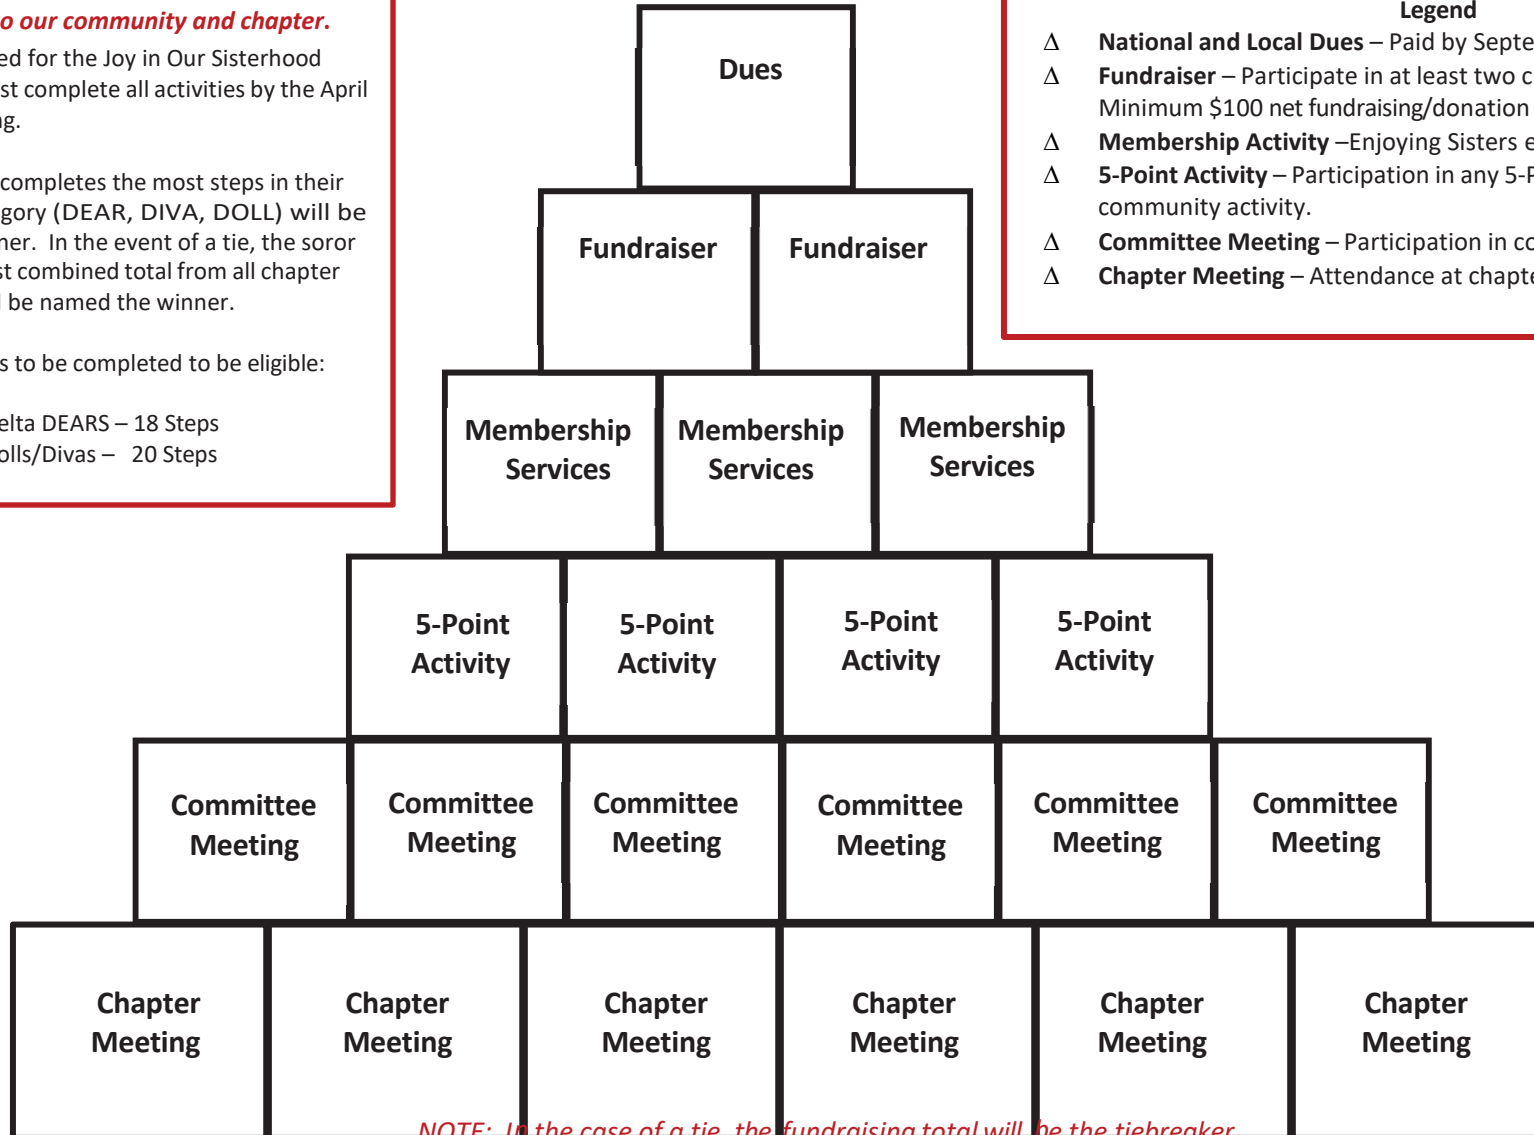 o our community and chapter.
ed for the Joy in Our Sisterhood
st complete all activities by the April
ng.
completes the most steps in their
gory (DEAR, DIVA, DOLL) will be
ner. In the event of a tie, the soror
st combined total from all chapter
l be named the winner.
s to be completed to be eligible:
elta DEARS – 18 Steps
olls/Divas – 20 Steps
Legend
Δ National and Local Dues – Paid by Septe
Δ Fundraiser – Participate in at least two c
Minimum $100 net fundraising/donation
Δ Membership Activity –Enjoying Sisters e
Δ 5-Point Activity – Participation in any 5-P
community activity.
Δ Committee Meeting – Participation in co
Δ Chapter Meeting – Attendance at chapte
Dues
Fundraiser
Fundraiser
Membership
Services
Membership
Services
Membership
Services
5-Point
Activity
5-Point
Activity
5-Point
Activity
5-Point
Activity
Committee
Meeting
Committee
Meeting
Committee
Meeting
Committee
Meeting
Committee
Meeting
Committee
Meeting
Chapter
Meeting
Chapter
Meeting
Chapter
Meeting
Chapter
Meeting
Chapter
Meeting
Chapter
Meeting
NOTE: In the case of a tie, the fundraising total will be the tiebreaker